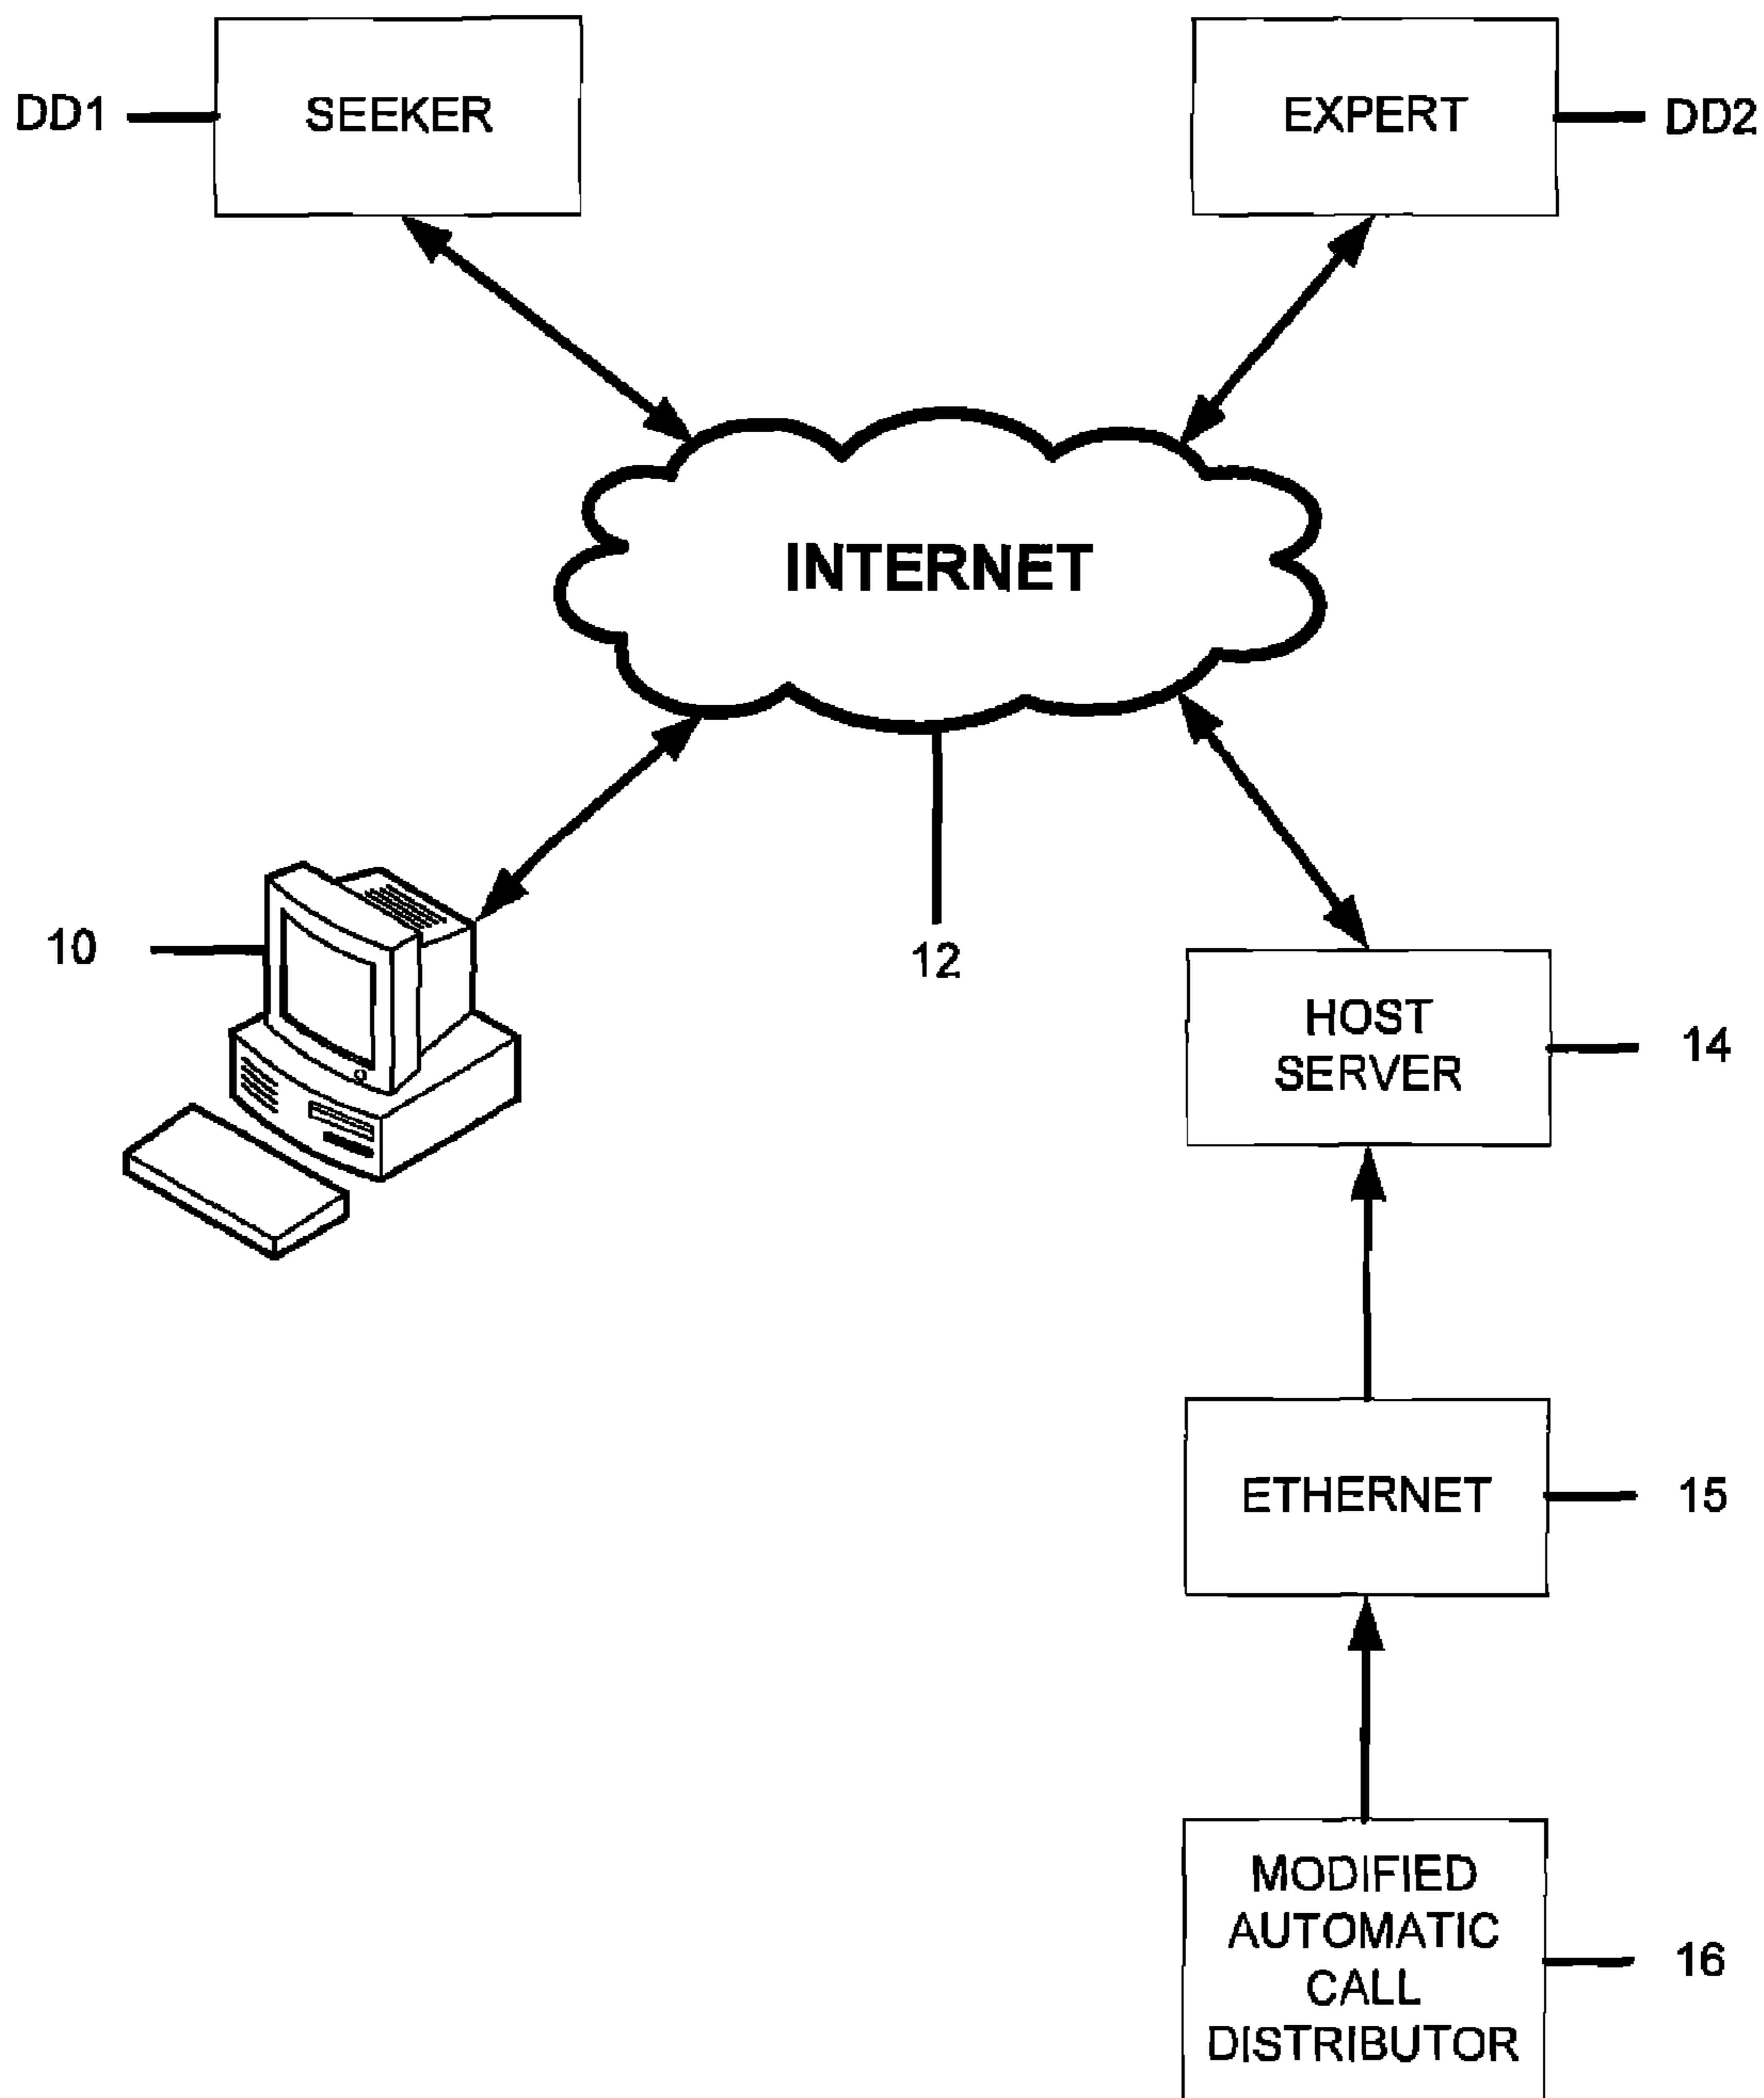 DD1
SEEKER
EXPERT
DD2
INTERNET
10
12
HOST
SERVER
14
ETHERNET
15
MODIFIED
AUTOMATIC
CALL
DISTRIBUTOR
16